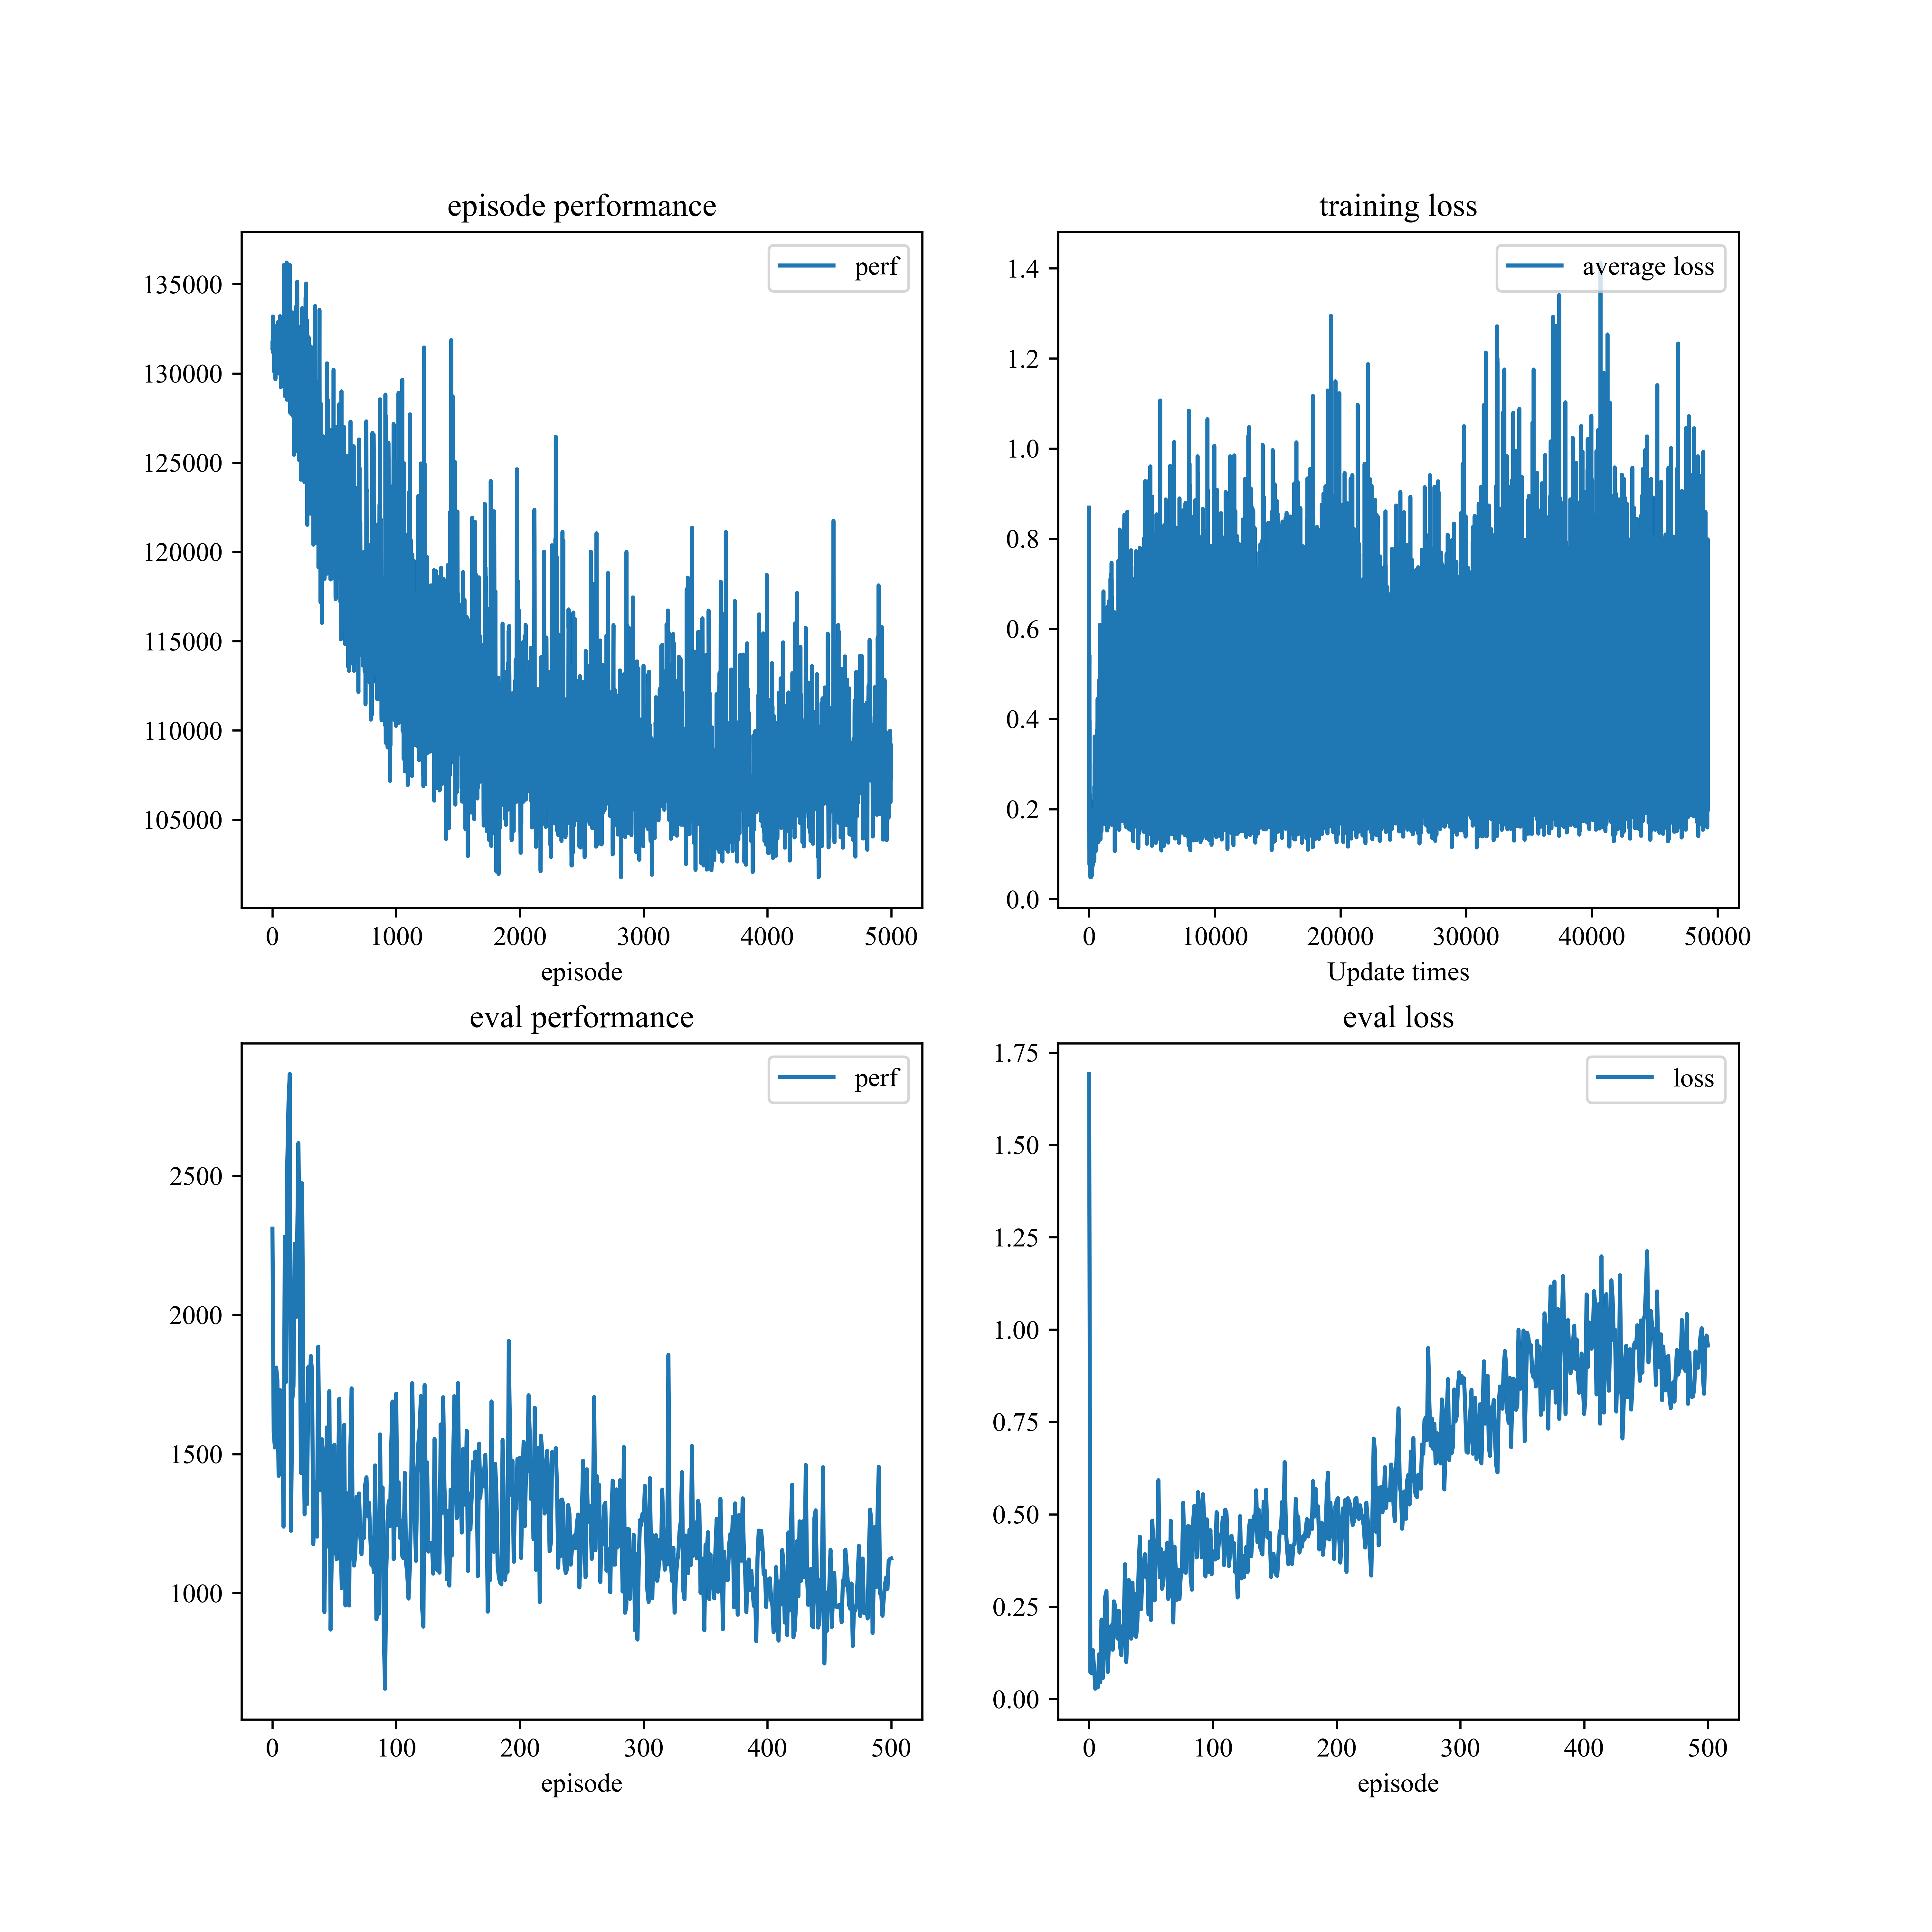 episode performance
perf
135000
130000
125000
120000
115000
110000
105000
0 1000 2000 3000 4000 5000
episode
training loss
average loss
1.4
1.2
1.0
0.8
0.6
0.4
0.2
0.0
0 10000 20000 30000 40000 50000
Update times
eval performance
perf
2500
2000
1500
1000
0 100 200 300 400 500
episode
eval loss
loss
1.75
1.50
1.25
1.00
0.75
0.50
0.25
0.00
0 100 200 300 400 500
episode